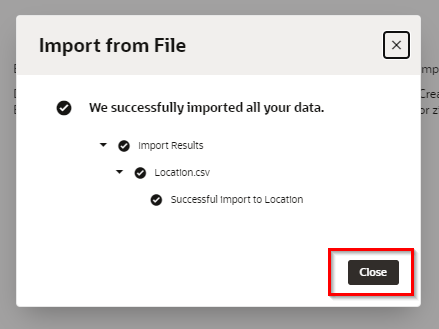 Import from File
We successfully imported all your data.
Import Results
Location.csv
Successful Import to Location
Close